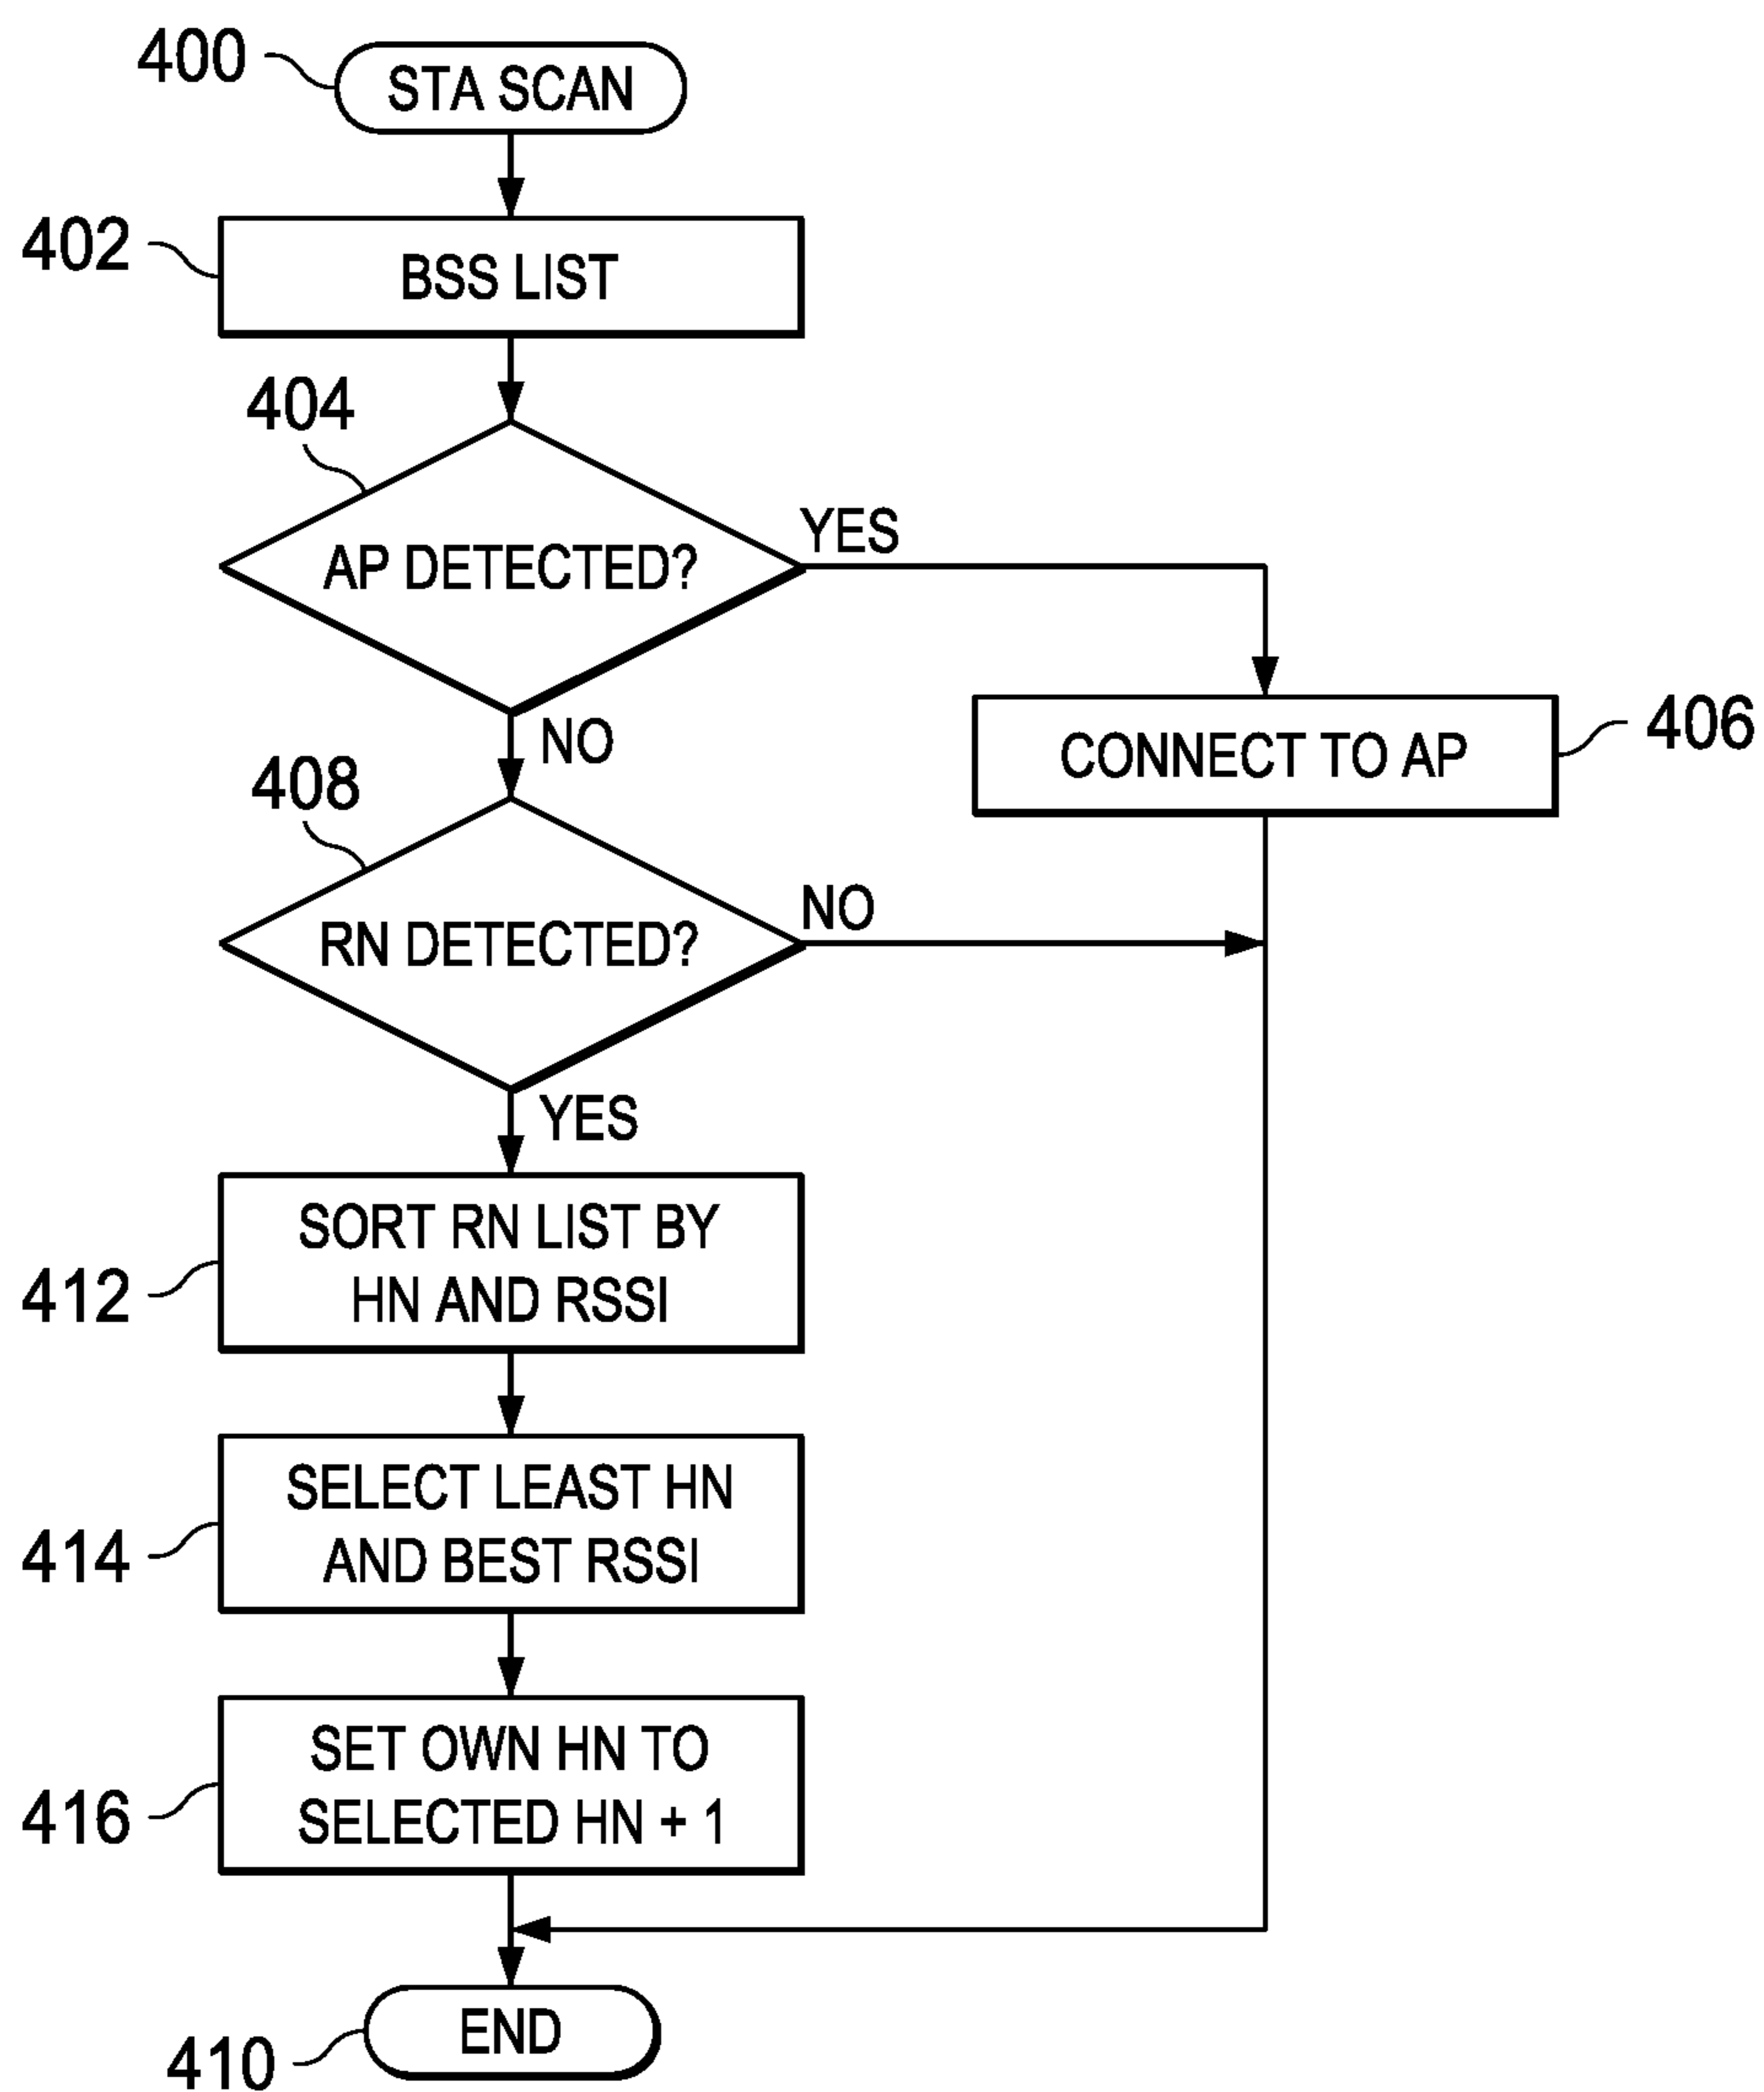 400
STA SCAN
402
BSS LIST
404
AP DETECTED?
YES
NO
CONNECT TO AP
406
408
RN DETECTED?
NO
YES
412
SORT RN LIST BY
HN AND RSSI
414
SELECT LEAST HN
AND BEST RSSI
416
SET OWN HN TO
SELECTED HN + 1
END
410